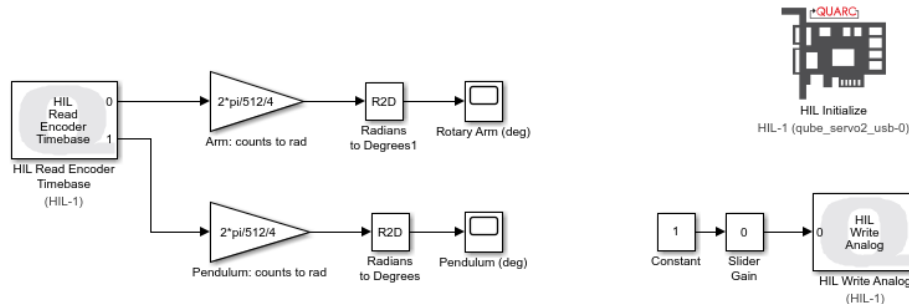 QUARC
HIL Initialize
HIL-1 (qube_servo2_usb-0)
HIL
Read
Encoder
Timebase
0
1
HIL Read Encoder
Timebase
(HIL-1)
2*pi/512/4
Arm: counts to rad
R2D
Radians
to Degrees1
Rotary Arm (deg)
2*pi/512/4
Pendulum: counts to rad
R2D
Radians
to Degrees
Pendulum (deg)
1
Constant
0
Slider
Gain
0
HIL
Write
Analog
HIL Write Analog
(HIL-1)